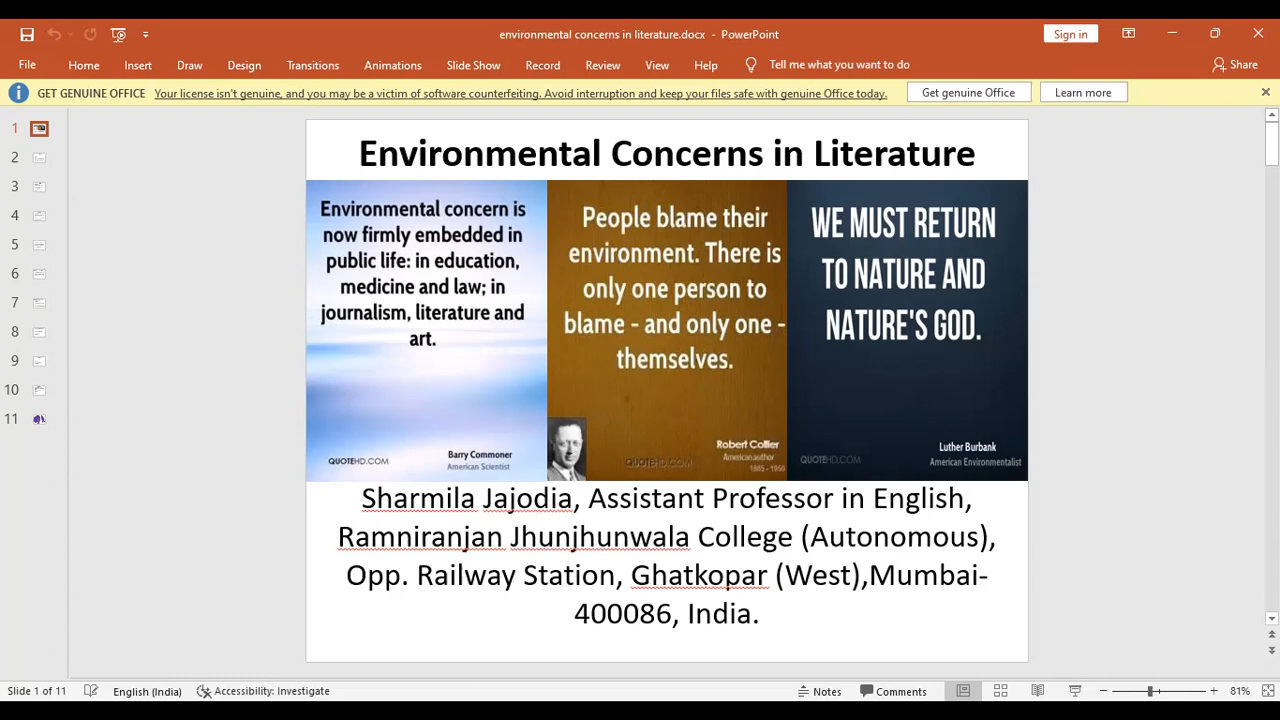 environmental concerns in literature.docx - PowerPoint
Sign in
File Home Insert Draw Design Transitions Animations Slide Show Record Review View Help Tell me what you want to do Share
GET GENUINE OFFICE Your license isn't genuine, and you may be a victim of software counterfeiting. Avoid interruption and keep your files safe with genuine Office today. Get genuine Office Learn more
1
2
3
4
5
6
7
8
9
10
11
Environmental Concerns in Literature
Environmental concern is
now firmly embedded in
public life: in education,
medicine and law; in
journalism, literature and
art.
Barry Commoner
American Scientist
QUOTEHD.COM
People blame their
environment. There is
only one person to
blame - and only one -
themselves.
Robert Collier
American author
1885 - 1950
QUOTEHD.COM
WE MUST RETURN
TO NATURE AND
NATURE'S GOD.
Luther Burbank
American Environmentalist
QUOTEHD.COM
Sharmila Jajodia, Assistant Professor in English,
Ramniranjan Jhunjhunwala College (Autonomous),
Opp. Railway Station, Ghatkopar (West),Mumbai-
400086, India.
Slide 1 of 11 English (India) Accessibility: Investigate Notes Comments 81%